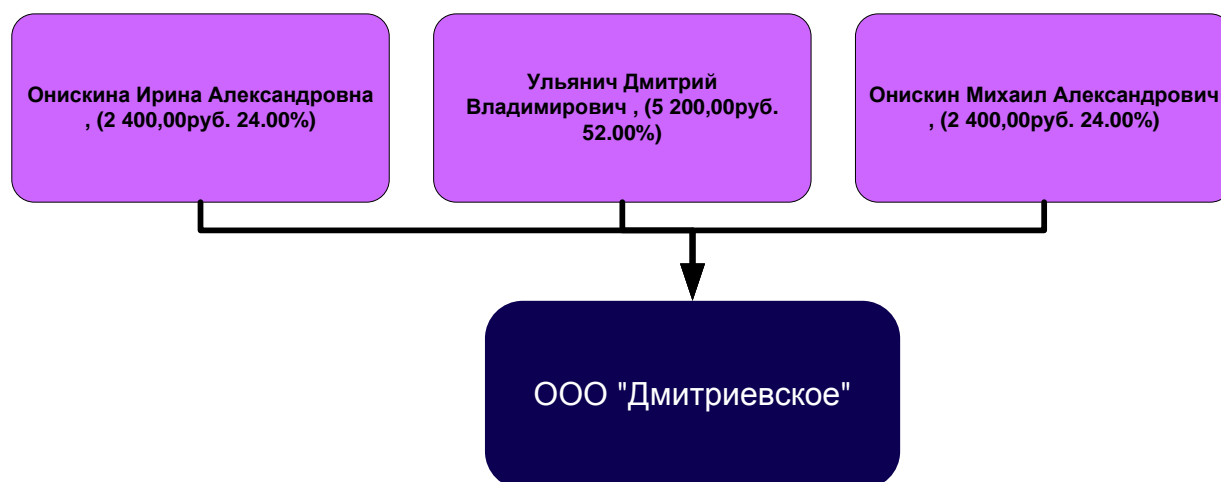 Онискина Ирина Александровна
, (2 400,00руб. 24.00%)
Ульянич Дмитрий
Владимирович , (5 200,00руб.
52.00%)
Онискин Михаил Александрович
, (2 400,00руб. 24.00%)
ООО "Дмитриевское"